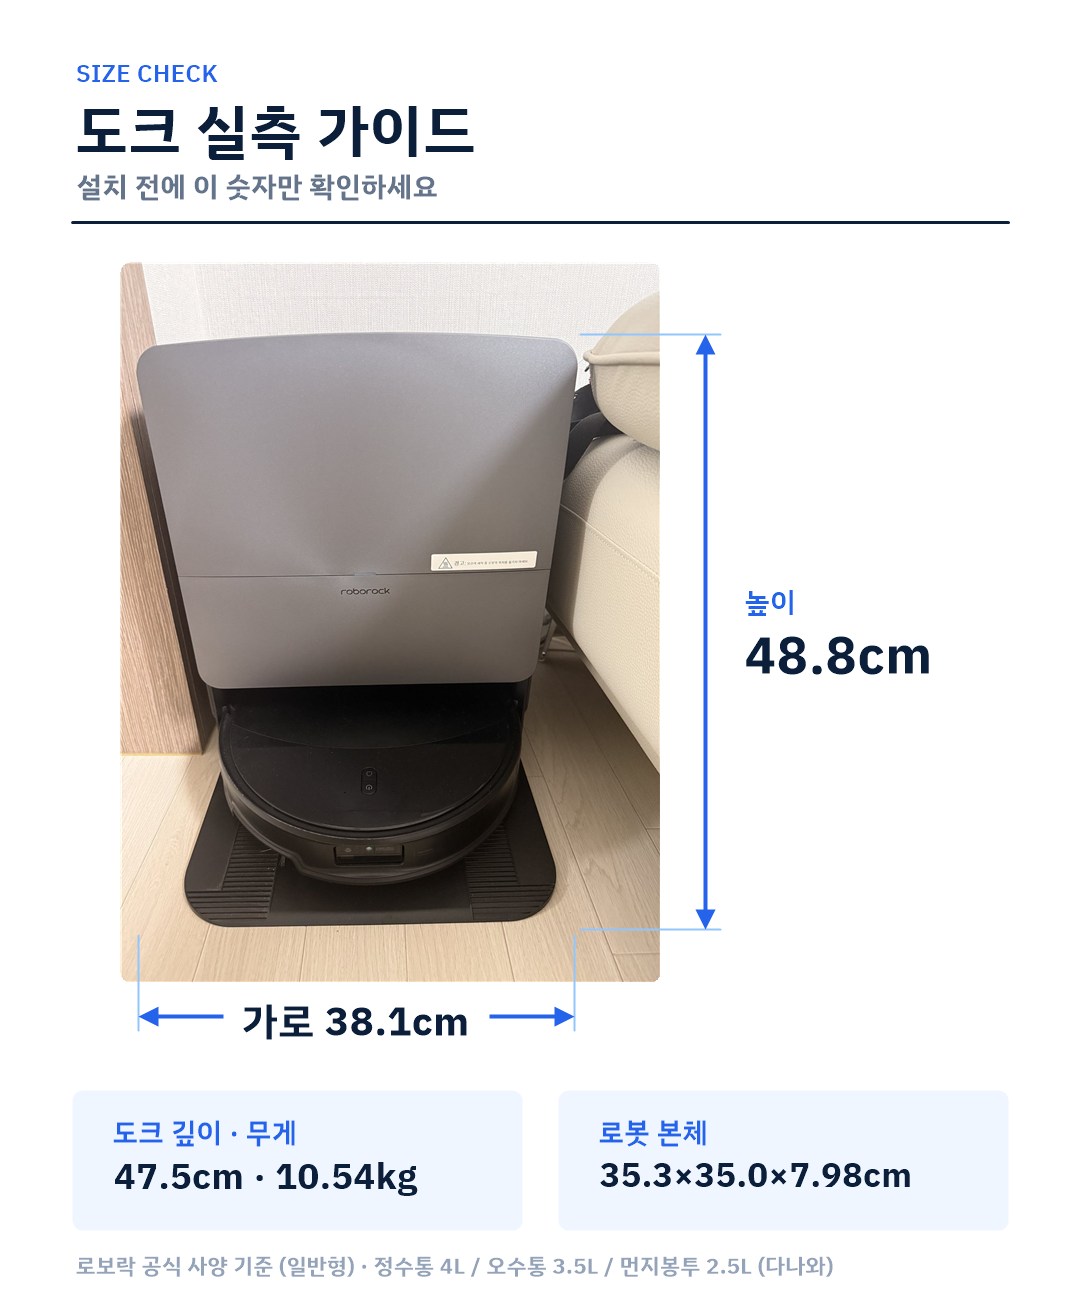 SIZE CHECK
도크 실측 가이드
설치 전에 이 숫자만 확인하세요
경고
roborock
높이
48.8cm
가로 38.1cm
도크 깊이 · 무게
47.5cm · 10.54kg
로봇 본체
35.3×35.0×7.98cm
로보락 공식 사양 기준 (일반형) · 정수통 4L / 오수통 3.5L / 먼지봉투 2.5L (다나와)